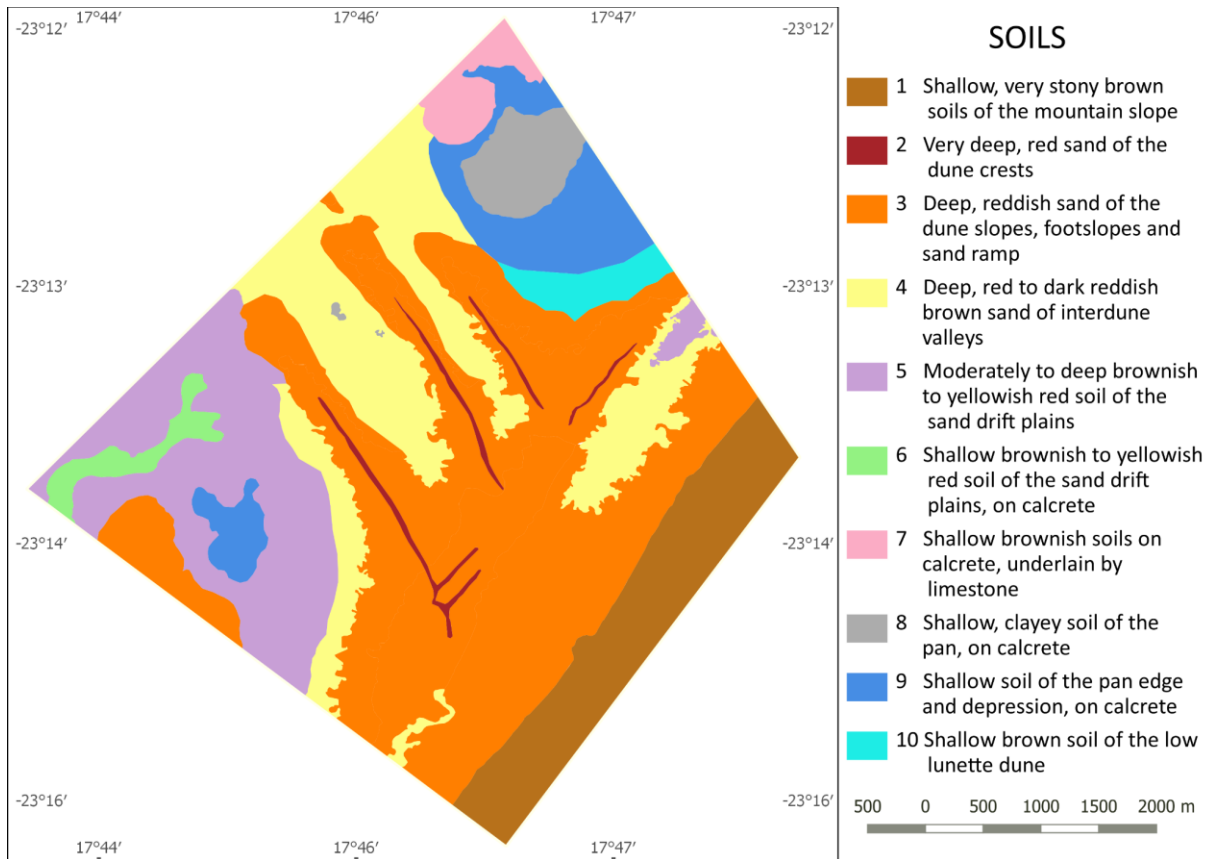 17°44′ 17°46′ 17°47′
-23°12′ -23°12′
-23°13′ -23°13′
-23°14′ -23°14′
-23°16′ -23°16′
17°44′ 17°46′ 17°47′
SOILS
1 Shallow, very stony brown
soils of the mountain slope
2 Very deep, red sand of the
dune crests
3 Deep, reddish sand of the
dune slopes, footslopes and
sand ramp
4 Deep, red to dark reddish
brown sand of interdune
valleys
5 Moderately to deep brownish
to yellowish red soil of the
sand drift plains
6 Shallow brownish to yellowish
red soil of the sand drift
plains, on calcrete
7 Shallow brownish soils on
calcrete, underlain by
limestone
8 Shallow, clayey soil of the
pan, on calcrete
9 Shallow soil of the pan edge
and depression, on calcrete
10 Shallow brown soil of the low
lunette dune
500 0 500 1000 1500 2000 m